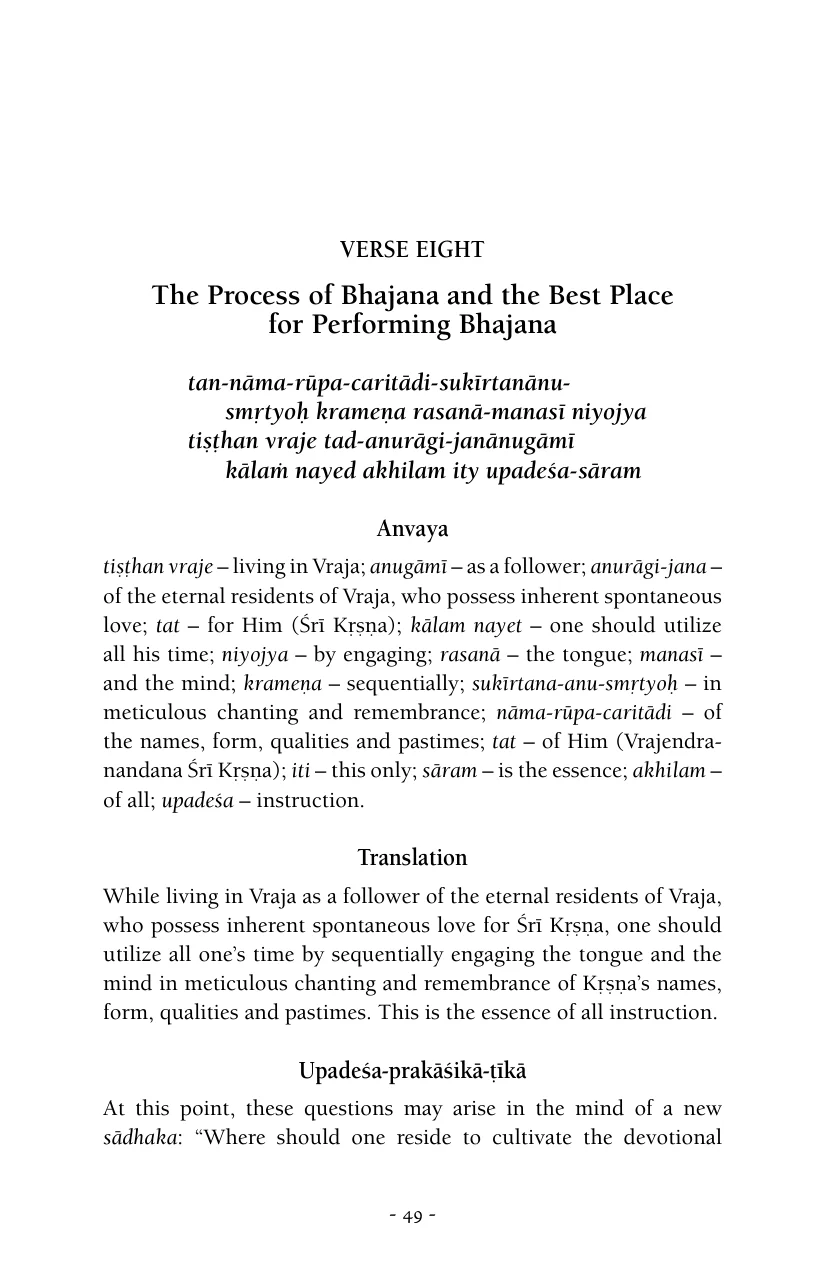 VERSE EIGHT
The Process of Bhajana and the Best Place
for Performing Bhajana
tan-nāma-rūpa-caritādi-sukīrtanānu-
smṛtyoḥ krameṇa rasanā-manasī niyojya
tiṣṭhan vraje tad-anurāgi-janānugāmī
kālaṁ nayed akhilam ity upadeśa-sāram
Anvaya
tiṣṭhan vraje – living in Vraja; anugāmī – as a follower; anurāgi-jana –
of the eternal residents of Vraja, who possess inherent spontaneous
love; tat – for Him (Śrī Kṛṣṇa); kālam nayet – one should utilize
all his time; niyojya – by engaging; rasanā – the tongue; manasī –
and the mind; krameṇa – sequentially; sukīrtana-anu-smṛtyoḥ – in
meticulous chanting and remembrance; nāma-rūpa-caritādi – of
the names, form, qualities and pastimes; tat – of Him (Vrajendra-
nandana Śrī Kṛṣṇa); iti – this only; sāram – is the essence; akhilam –
of all; upadeśa – instruction.
Translation
While living in Vraja as a follower of the eternal residents of Vraja,
who possess inherent spontaneous love for Śrī Kṛṣṇa, one should
utilize all one’s time by sequentially engaging the tongue and the
mind in meticulous chanting and remembrance of Kṛṣṇa’s names,
form, qualities and pastimes. This is the essence of all instruction.
Upadeśa-prakāśikā-ṭīkā
At this point, these questions may arise in the mind of a new
sādhaka: “Where should one reside to cultivate the devotional
- 49 -